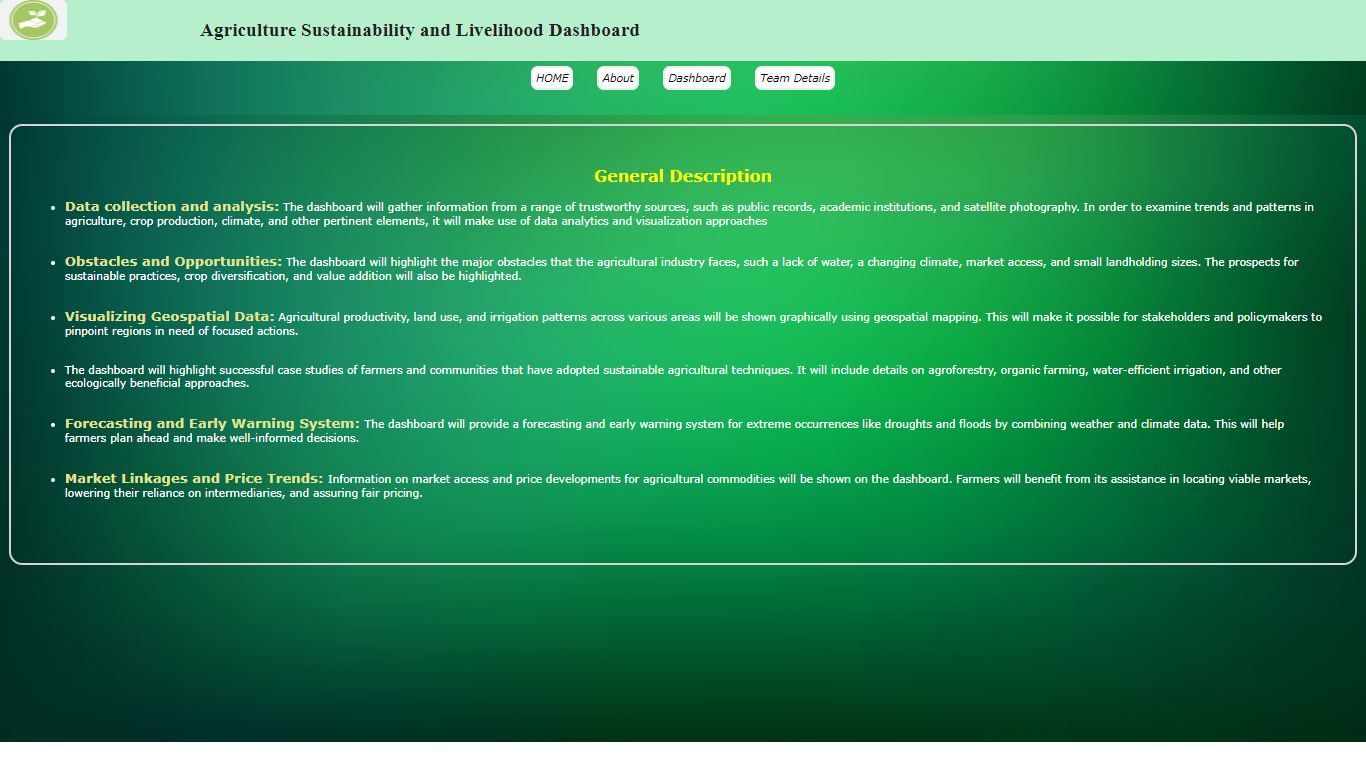 Agriculture Sustainability and Livelihood Dashboard
HOME About Dashboard Team Details
General Description
• Data collection and analysis: The dashboard will gather information from a range of trustworthy sources, such as public records, academic institutions, and satellite photography. In order to examine trends and patterns in
agriculture, crop production, climate, and other pertinent elements, it will make use of data analytics and visualization approaches
• Obstacles and Opportunities: The dashboard will highlight the major obstacles that the agricultural industry faces, such a lack of water, a changing climate, market access, and small landholding sizes. The prospects for
sustainable practices, crop diversification, and value addition will also be highlighted.
• Visualizing Geospatial Data: Agricultural productivity, land use, and irrigation patterns across various areas will be shown graphically using geospatial mapping. This will make it possible for stakeholders and policymakers to
pinpoint regions in need of focused actions.
• The dashboard will highlight successful case studies of farmers and communities that have adopted sustainable agricultural techniques. It will include details on agroforestry, organic farming, water-efficient irrigation, and other
ecologically beneficial approaches.
• Forecasting and Early Warning System: The dashboard will provide a forecasting and early warning system for extreme occurrences like droughts and floods by combining weather and climate data. This will help
farmers plan ahead and make well-informed decisions.
• Market Linkages and Price Trends: Information on market access and price developments for agricultural commodities will be shown on the dashboard. Farmers will benefit from its assistance in locating viable markets,
lowering their reliance on intermediaries, and assuring fair pricing.